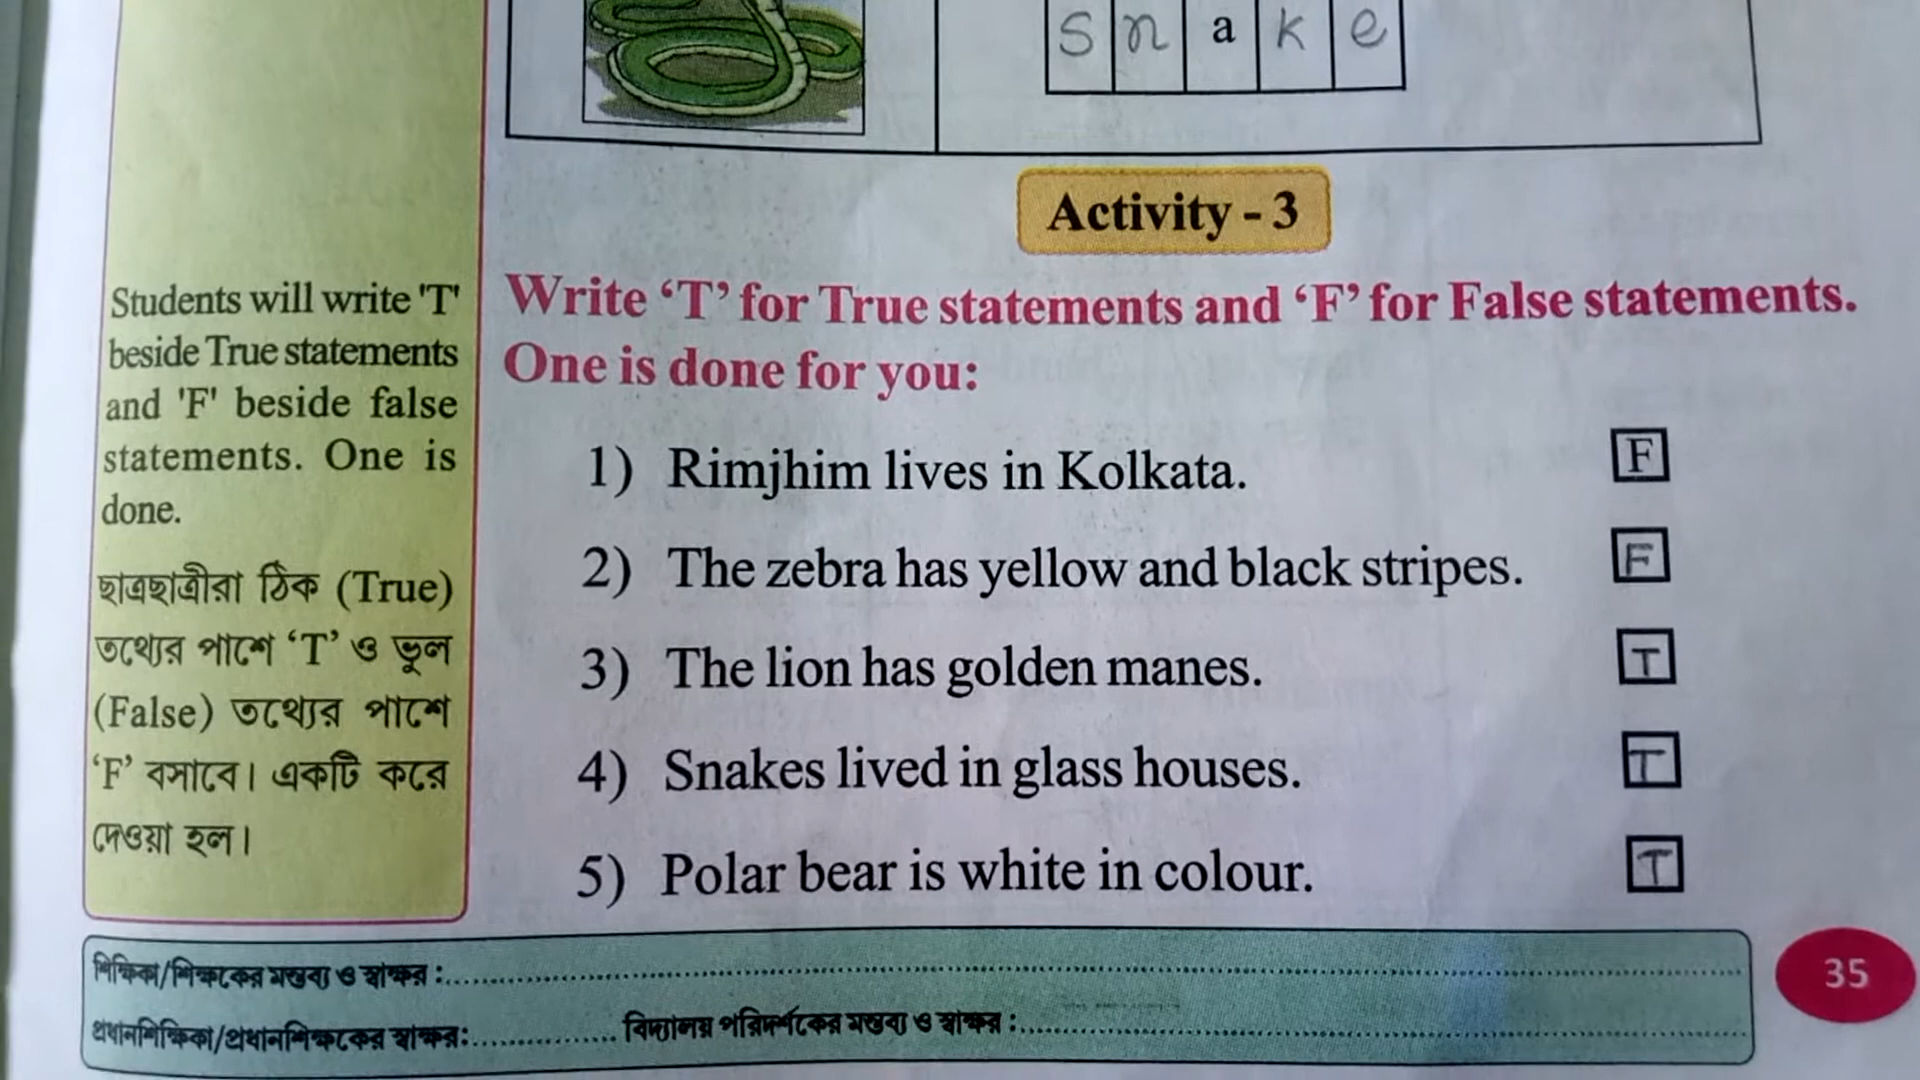 snake
Activity - 3
Students will write 'T'
beside True statements
and 'F' beside false
statements. One is
done.
ছাত্রছাত্রীরা ঠিক (True)
তথ্যের পাশে ‘T’ ও ভুল
(False) তথ্যের পাশে
‘F’ বসাবে। একটি করে
দেওয়া হল।
Write ‘T’ for True statements and ‘F’ for False statements.
One is done for you:
1) Rimjhim lives in Kolkata. F
2) The zebra has yellow and black stripes. F
3) The lion has golden manes. T
4) Snakes lived in glass houses. T
5) Polar bear is white in colour. T
শিক্ষিকা/শিক্ষকের মন্তব্য ও স্বাক্ষর :
প্রধানশিক্ষিকা/প্রধানশিক্ষকের স্বাক্ষর: বিদ্যালয় পরিদর্শকের মন্তব্য ও স্বাক্ষর :
35